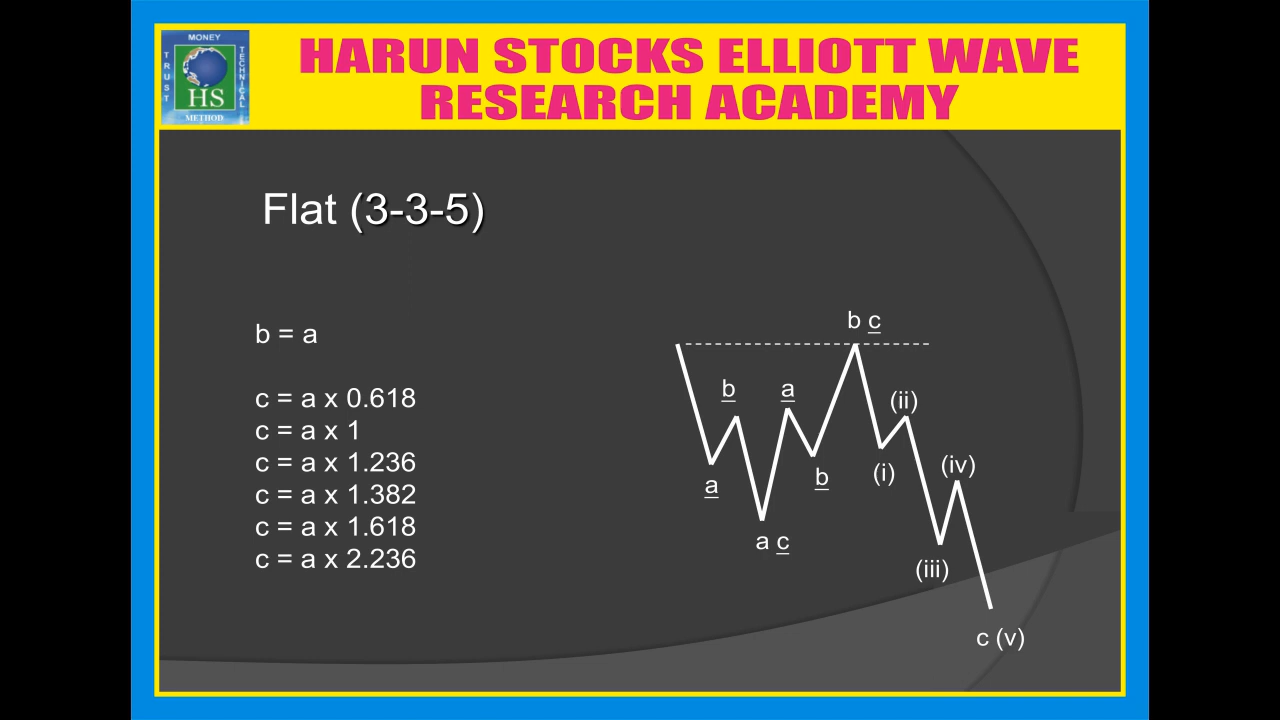 MONEY
TRUST
TECHNICAL
HS
METHOD
HARUN STOCKS ELLIOTT WAVE
RESEARCH ACADEMY
Flat (3-3-5)
b = a
c = a x 0.618
c = a x 1
c = a x 1.236
c = a x 1.382
c = a x 1.618
c = a x 2.236
b c
b
a
(ii)
a
b
(i)
(iv)
a c
(iii)
c (v)